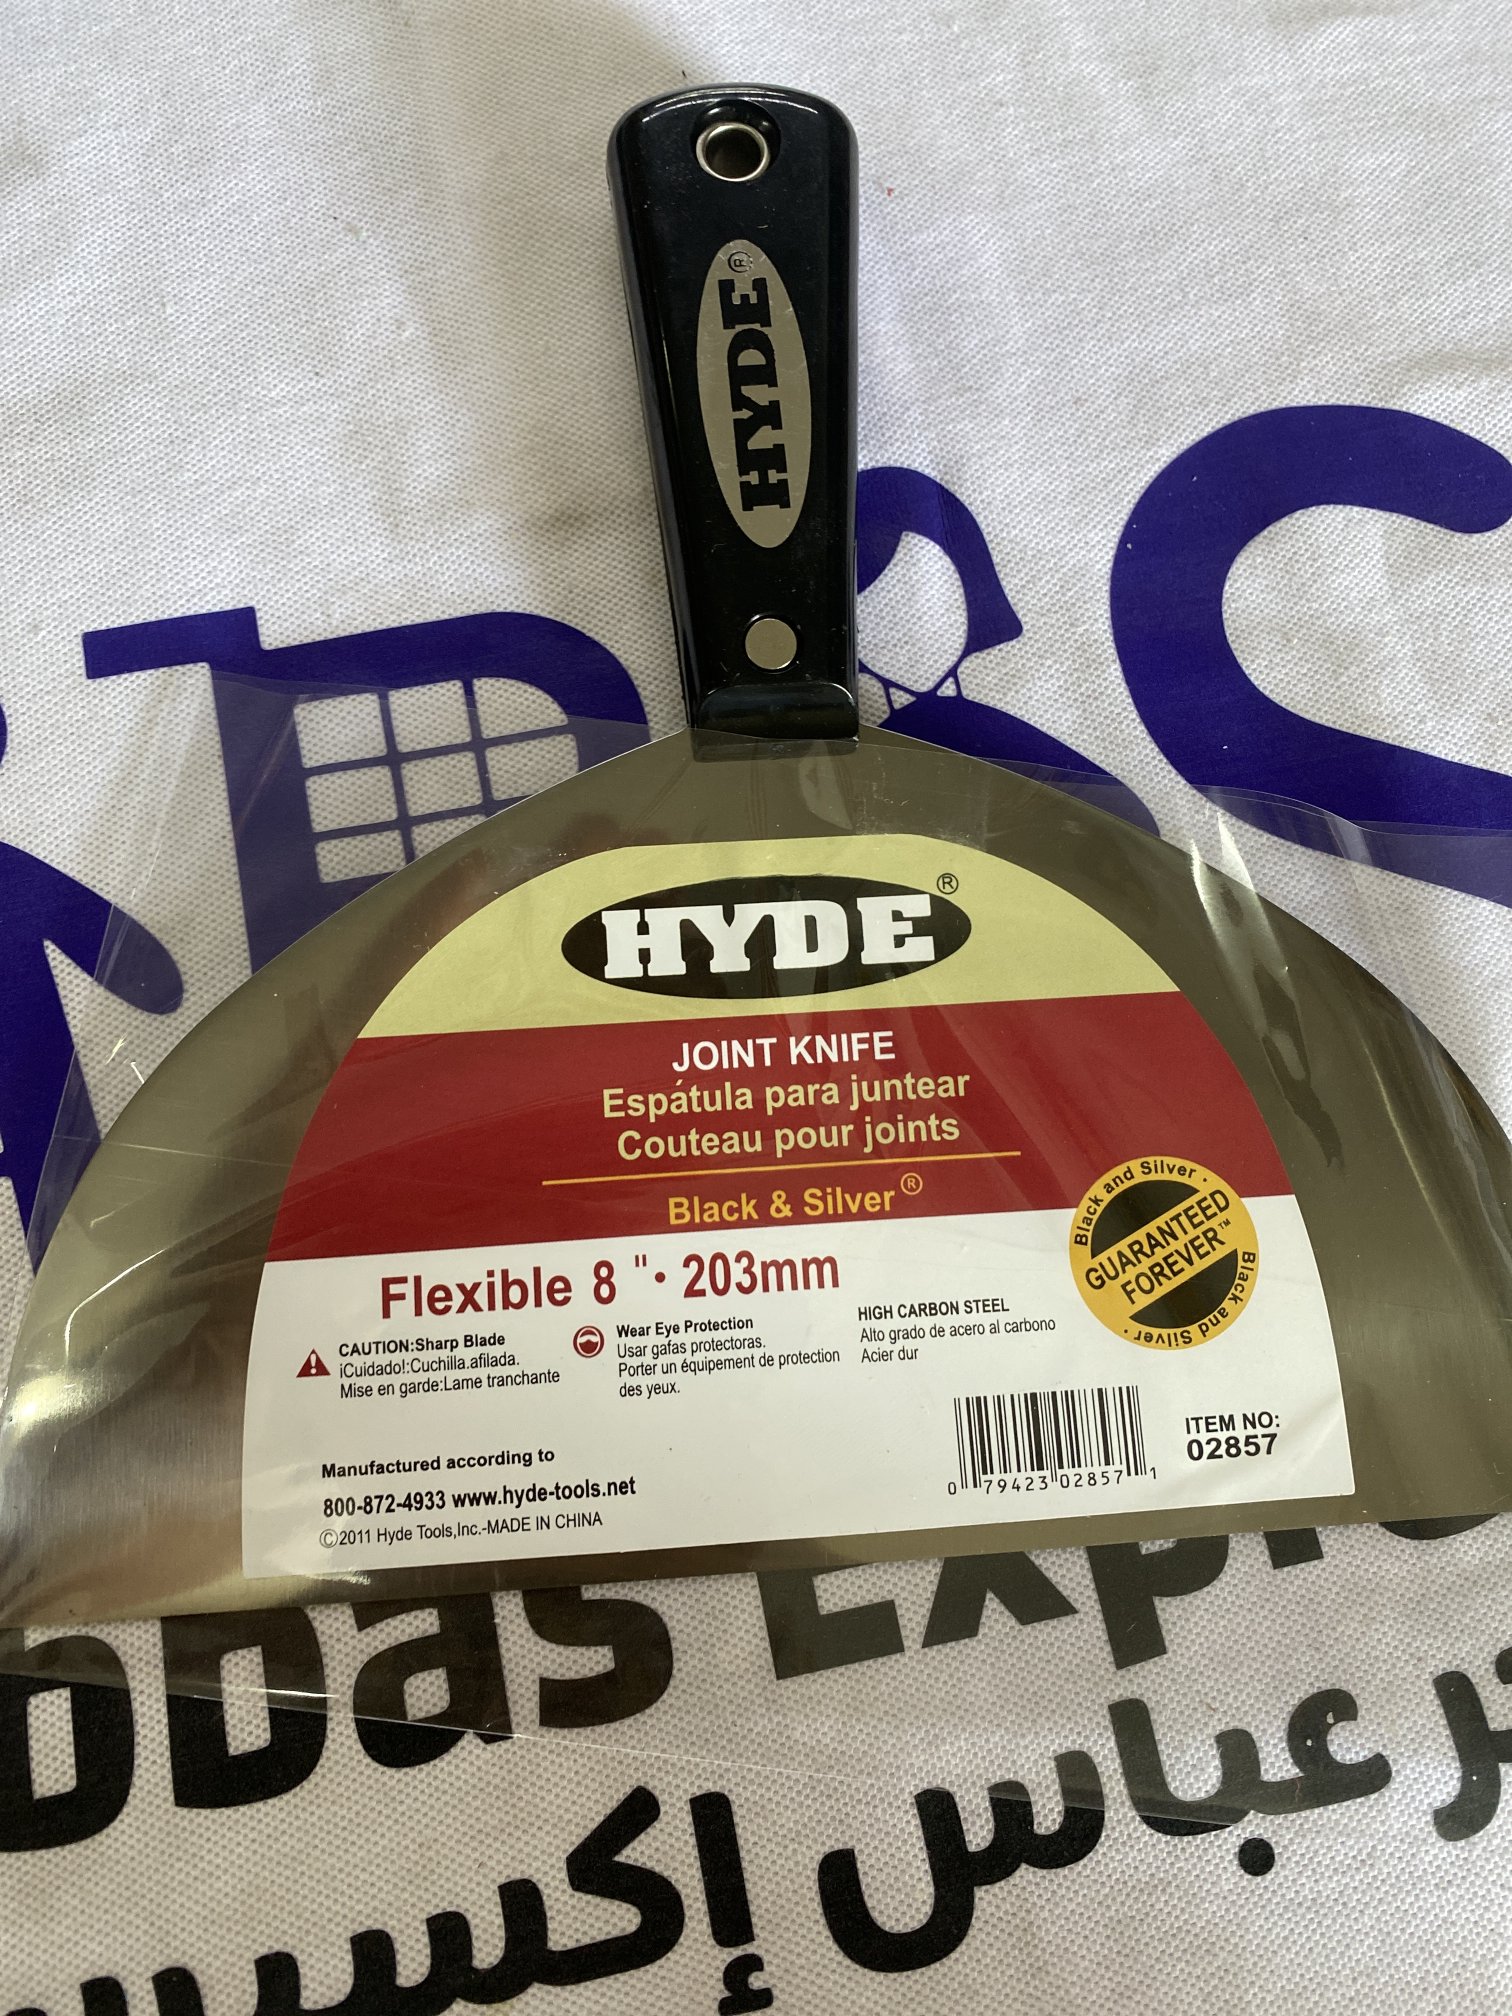 HYDE®
HYDE®
JOINT KNIFE
Espátula para juntear
Couteau pour joints
Black & Silver®
Black and Silver ·
GUARANTEED
FOREVER™
Black and Silver ·
Flexible 8 "· 203mm
CAUTION:Sharp Blade
¡Cuidado!:Cuchilla.afilada.
Mise en garde:Lame tranchante
Wear Eye Protection
Usar gafas protectoras.
Porter un équipement de protection
des yeux.
HIGH CARBON STEEL
Alto grado de acero al carbono
Acier dur
Manufactured according to
800-872-4933 www.hyde-tools.net
©2011 Hyde Tools,Inc.-MADE IN CHINA
0 79423 02857 1
ITEM NO:
02857
عباس إكسبر